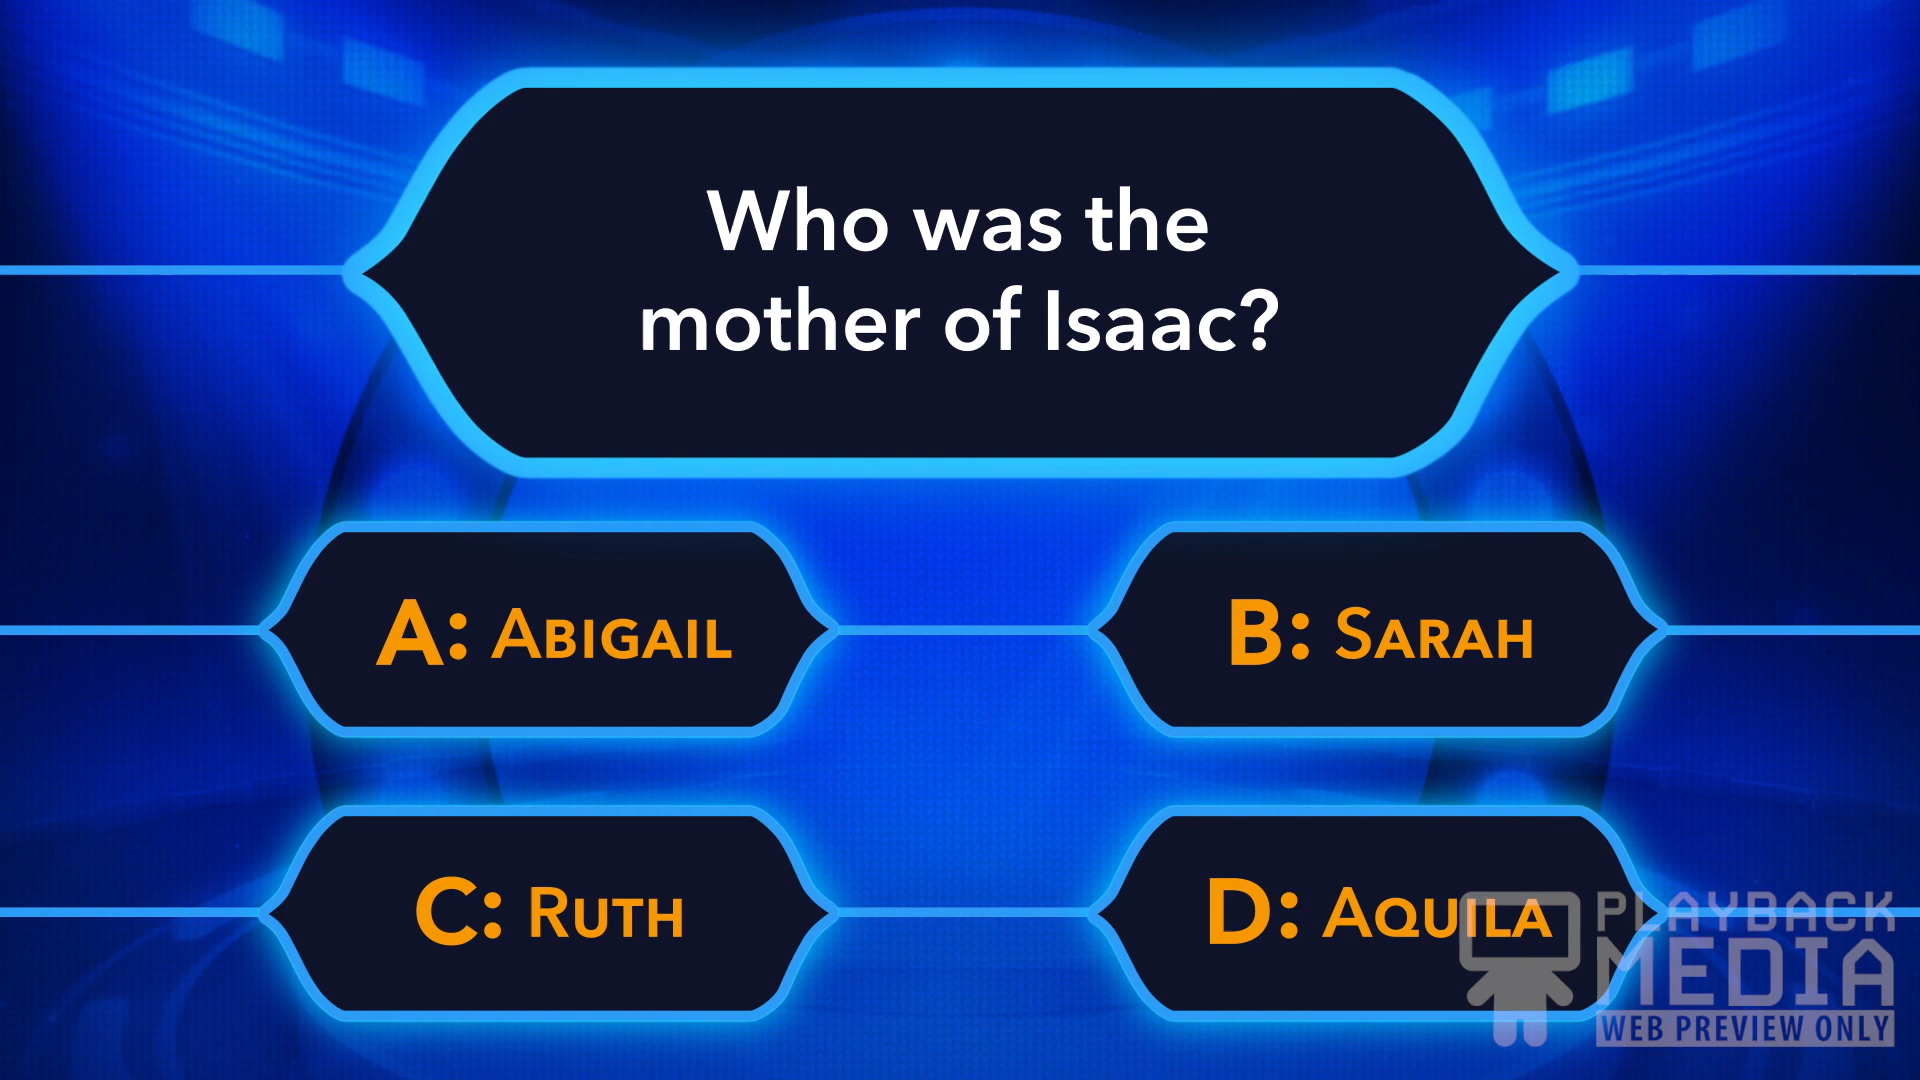 Who was the
mother of Isaac?
A: ABIGAIL
B: SARAH
C: RUTH
D: AQUILA
PLAYBACK
MEDIA
WEB PREVIEW ONLY